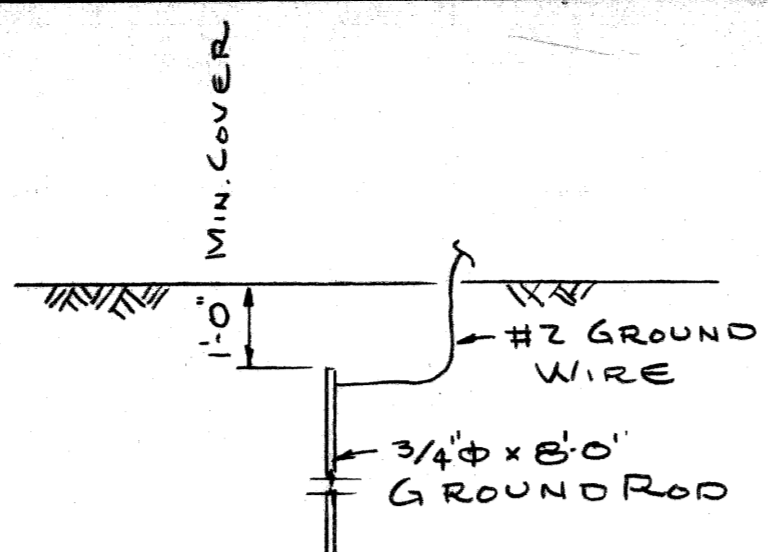 MIN. COVER
1'-0"
#2 GROUND
WIRE
3/4"Φ x 8'-0"
GROUND ROD